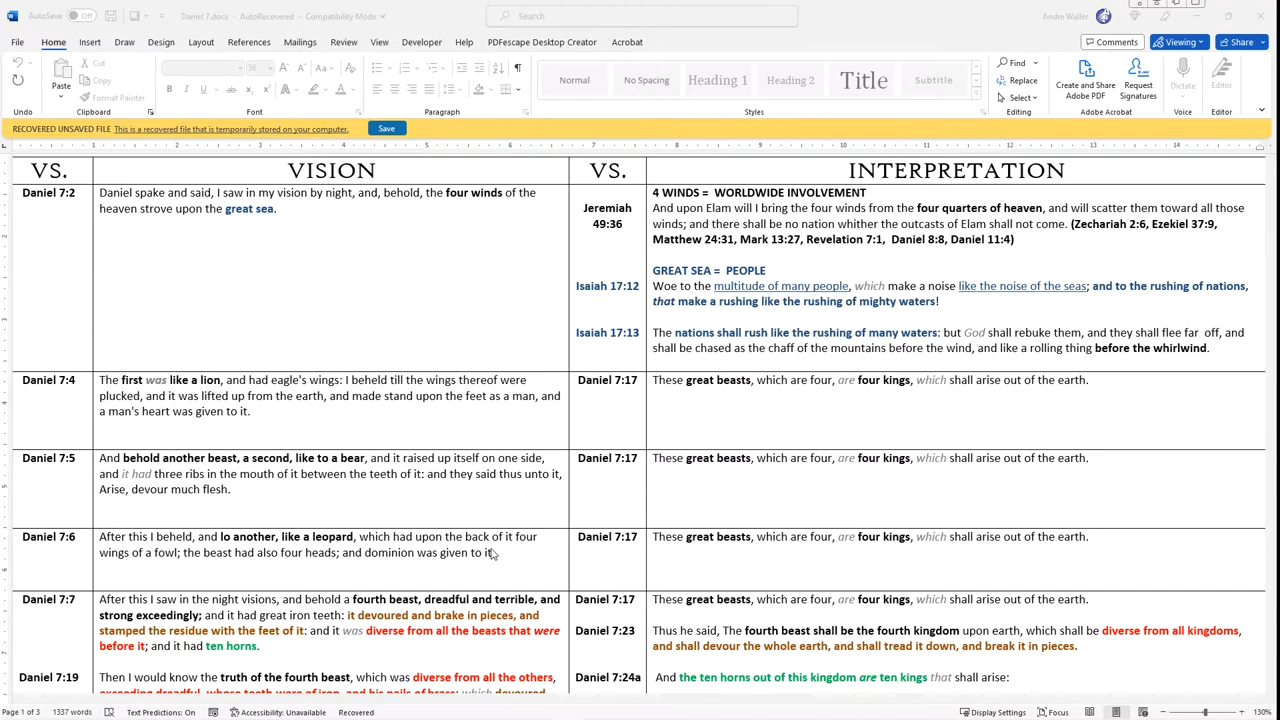 AutoSave Off
Daniel 7.docx - AutoRecovered - Compatibility Mode
Search
Andre Waller
File Home Insert Draw Design Layout References Mailings Review View Developer Help PDFescape Desktop Creator Acrobat
Comments Viewing Share
Paste
Cut
Copy
Format Painter
36
Normal No Spacing Heading 1 Heading 2 Title Subtitle
Find
Replace
Select
Create and Share Adobe PDF
Request Signatures
Dictate
Editor
Undo Clipboard Font Paragraph Styles Editing Adobe Acrobat Voice Editor
RECOVERED UNSAVED FILE This is a recovered file that is temporarily stored on your computer. Save
VS. VISION VS. INTERPRETATION
Daniel 7:2
Daniel spake and said, I saw in my vision by night, and, behold, the four winds of the
heaven strove upon the great sea.
Jeremiah
49:36
4 WINDS = WORLDWIDE INVOLVEMENT
And upon Elam will I bring the four winds from the four quarters of heaven, and will scatter them toward all those
winds; and there shall be no nation whither the outcasts of Elam shall not come. (Zechariah 2:6, Ezekiel 37:9,
Matthew 24:31, Mark 13:27, Revelation 7:1, Daniel 8:8, Daniel 11:4)
GREAT SEA = PEOPLE
Isaiah 17:12
Woe to the multitude of many people, which make a noise like the noise of the seas; and to the rushing of nations,
that make a rushing like the rushing of mighty waters!
Isaiah 17:13
The nations shall rush like the rushing of many waters: but God shall rebuke them, and they shall flee far off, and
shall be chased as the chaff of the mountains before the wind, and like a rolling thing before the whirlwind.
Daniel 7:4
The first was like a lion, and had eagle's wings: I beheld till the wings thereof were
plucked, and it was lifted up from the earth, and made stand upon the feet as a man, and
a man's heart was given to it.
Daniel 7:17
These great beasts, which are four, are four kings, which shall arise out of the earth.
Daniel 7:5
And behold another beast, a second, like to a bear, and it raised up itself on one side,
and it had three ribs in the mouth of it between the teeth of it: and they said thus unto it,
Arise, devour much flesh.
Daniel 7:17
These great beasts, which are four, are four kings, which shall arise out of the earth.
Daniel 7:6
After this I beheld, and lo another, like a leopard, which had upon the back of it four
wings of a fowl; the beast had also four heads; and dominion was given to it.
Daniel 7:17
These great beasts, which are four, are four kings, which shall arise out of the earth.
Daniel 7:7
After this I saw in the night visions, and behold a fourth beast, dreadful and terrible, and
strong exceedingly; and it had great iron teeth: it devoured and brake in pieces, and
stamped the residue with the feet of it: and it was diverse from all the beasts that were
before it; and it had ten horns.
Daniel 7:17
These great beasts, which are four, are four kings, which shall arise out of the earth.
Daniel 7:23
Thus he said, The fourth beast shall be the fourth kingdom upon earth, which shall be diverse from all kingdoms,
and shall devour the whole earth, and shall tread it down, and break it in pieces.
Daniel 7:19
Then I would know the truth of the fourth beast, which was diverse from all the others,
exceeding dreadful, whose teeth were of iron, and his nails of brass; which devoured
Daniel 7:24a
And the ten horns out of this kingdom are ten kings that shall arise:
Page 1 of 3 1337 words Text Predictions: On Accessibility: Unavailable Recovered
Display Settings Focus 130%